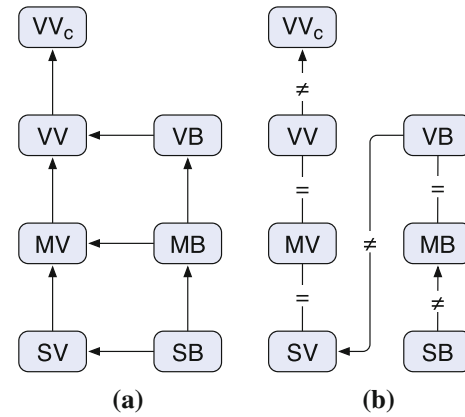 VVc VVc
≠
VV VB VV VB
= =
≠
MV MB MV MB
= ≠
SV SB SV SB
(a) (b)